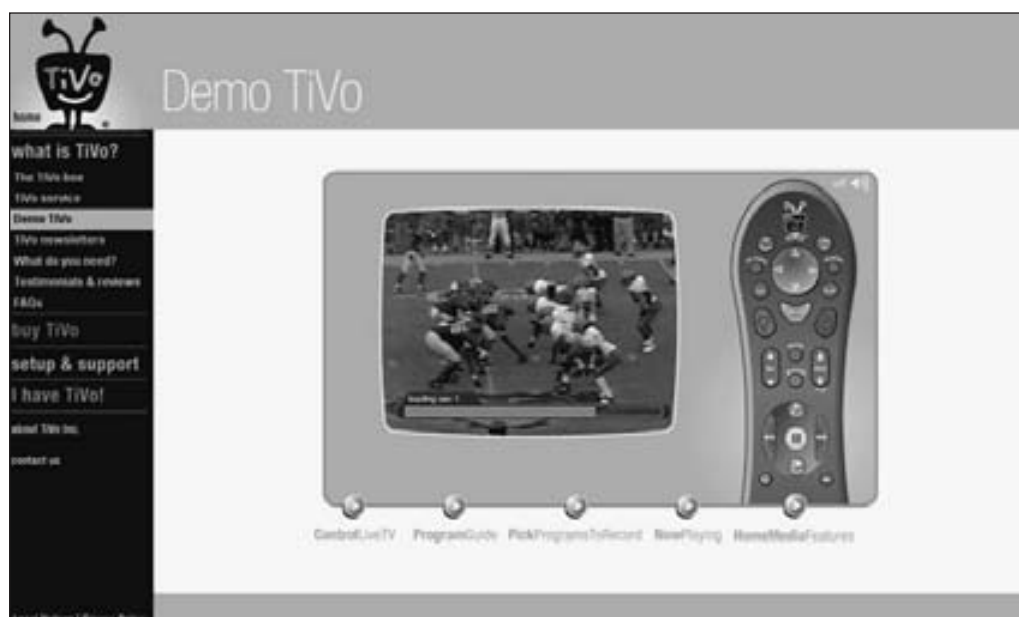 TiVo
home
Demo TiVo
what is TiVo?
The TiVo box
TiVo service
Demo TiVo
TiVo newsletters
What do you need?
Testimonials & reviews
FAQs
buy TiVo
setup & support
I have TiVo!
about TiVo Inc.
contact us
ControlLiveTV
ProgramGuide
PickProgramsToRecord
NowPlaying
HomeMediaFeatures